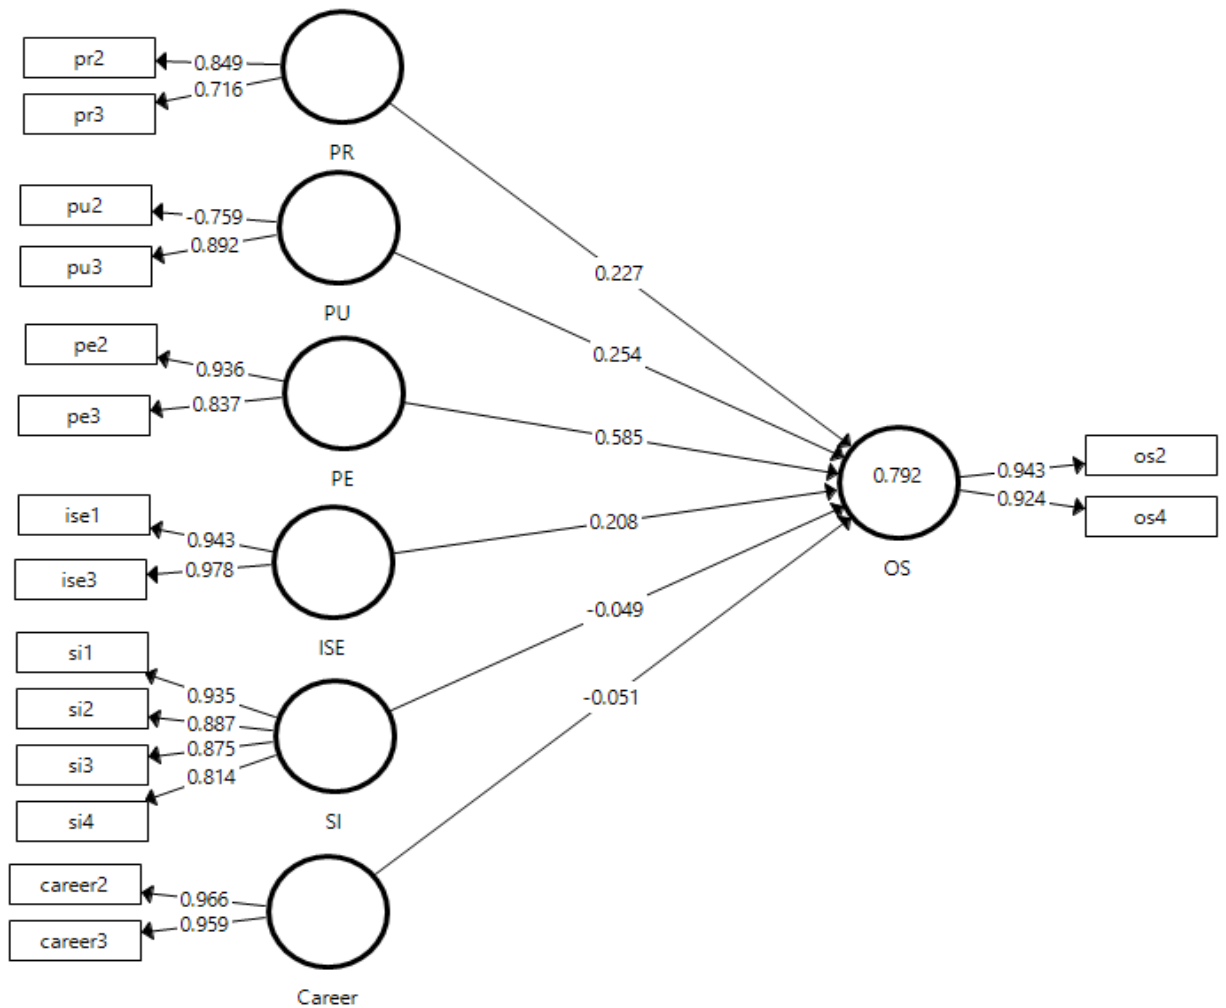 pr2
0.849
pr3
0.716
PR
pu2
-0.759
pu3
0.892
PU
pe2
0.936
pe3
0.837
PE
ise1
0.943
ise3
0.978
ISE
si1
0.935
si2
0.887
si3
0.875
si4
0.814
SI
career2
0.966
career3
0.959
Career
0.227
0.254
0.585
0.208
-0.049
-0.051
0.792
OS
0.943
os2
0.924
os4